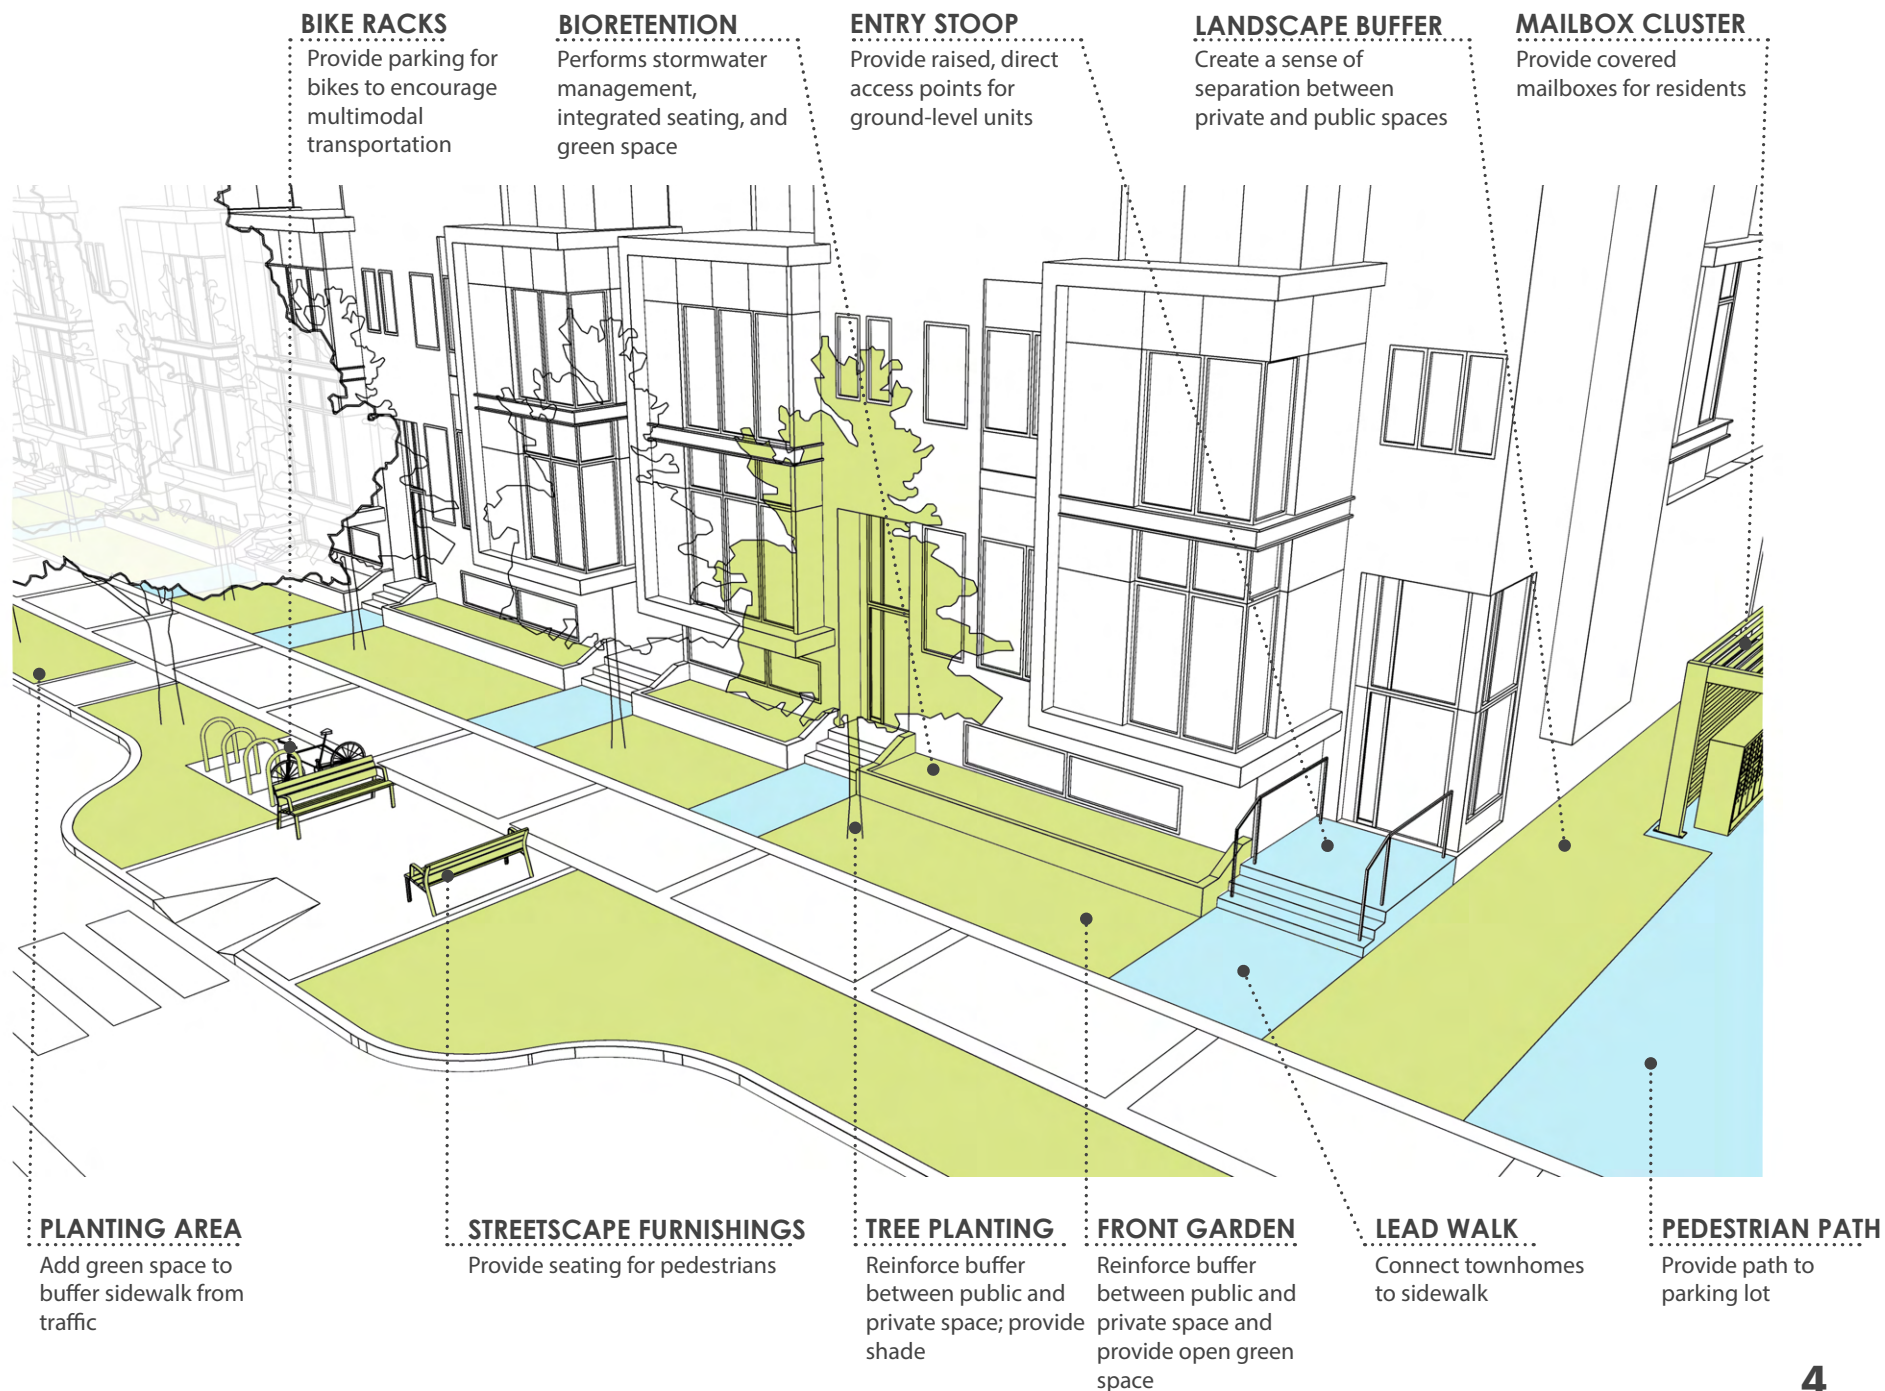 BIKE RACKS
Provide parking for
bikes to encourage
multimodal
transportation
BIORETENTION
Performs stormwater
management,
integrated seating, and
green space
ENTRY STOOP
Provide raised, direct
access points for
ground-level units
LANDSCAPE BUFFER
Create a sense of
separation between
private and public spaces
MAILBOX CLUSTER
Provide covered
mailboxes for residents
PLANTING AREA
Add green space to
buffer sidewalk from
traffic
STREETSCAPE FURNISHINGS
Provide seating for pedestrians
TREE PLANTING
Reinforce buffer
between public and
private space; provide
shade
FRONT GARDEN
Reinforce buffer
between public and
private space and
provide open green
space
LEAD WALK
Connect townhomes
to sidewalk
PEDESTRIAN PATH
Provide path to
parking lot
4